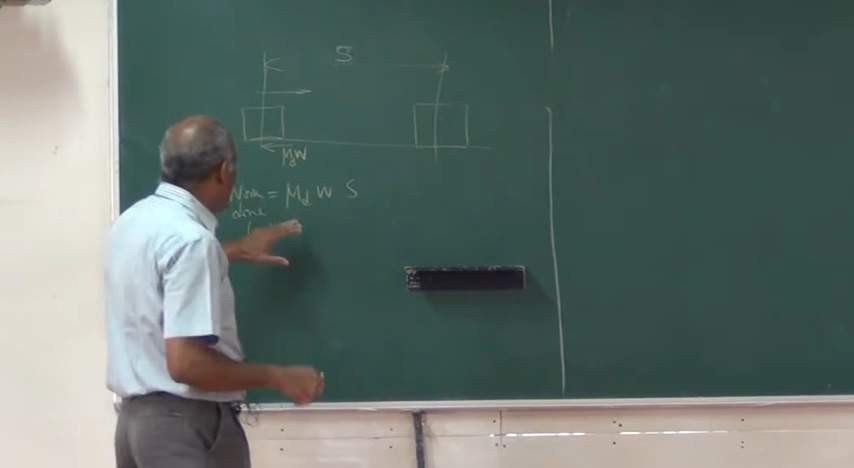 S
μ_d W
Work = μ_d W S
done